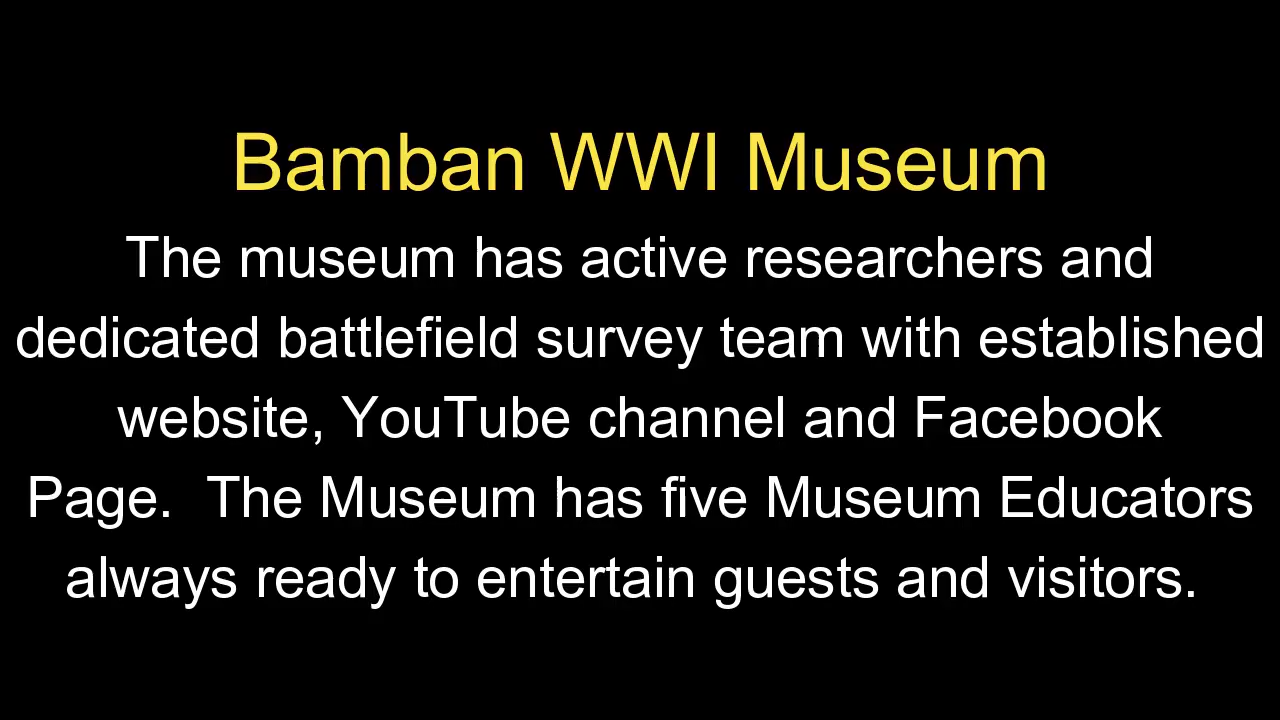 Bamban WWI Museum
The museum has active researchers and
dedicated battlefield survey team with established
website, YouTube channel and Facebook
Page.  The Museum has five Museum Educators
always ready to entertain guests and visitors.